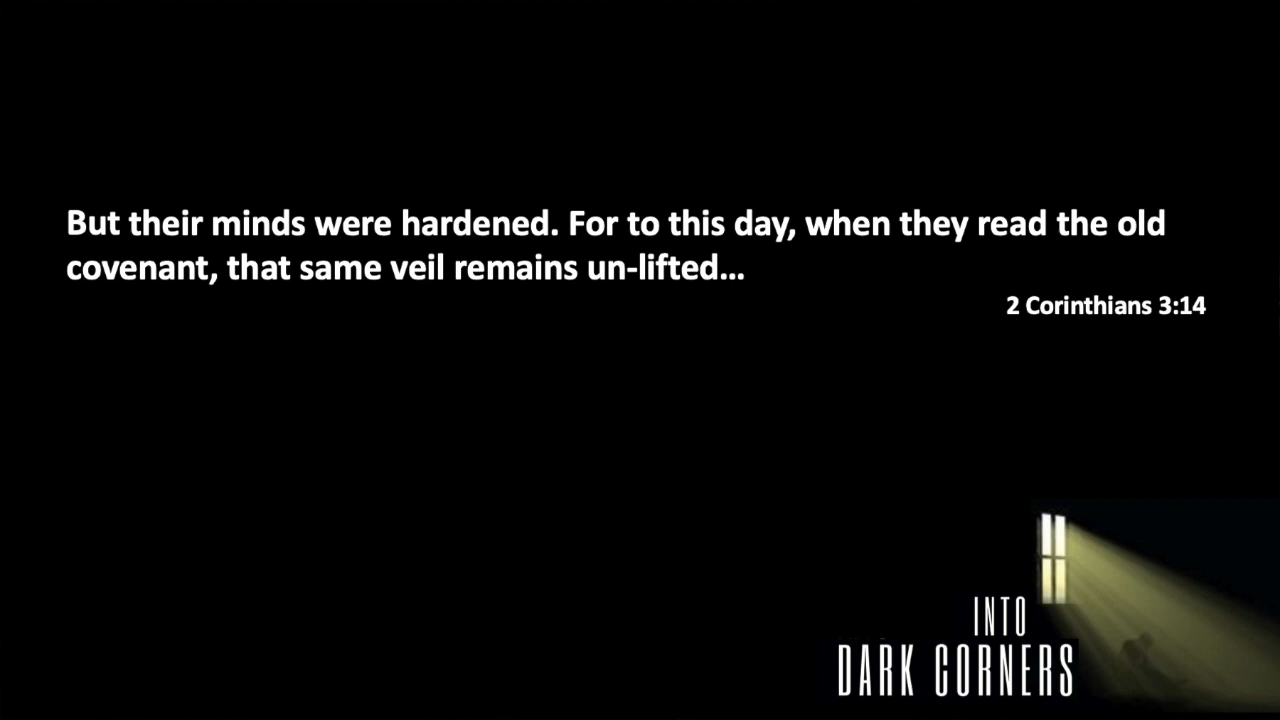 But their minds were hardened. For to this day, when they read the old
covenant, that same veil remains un-lifted…
2 Corinthians 3:14
INTO
DARK CORNERS